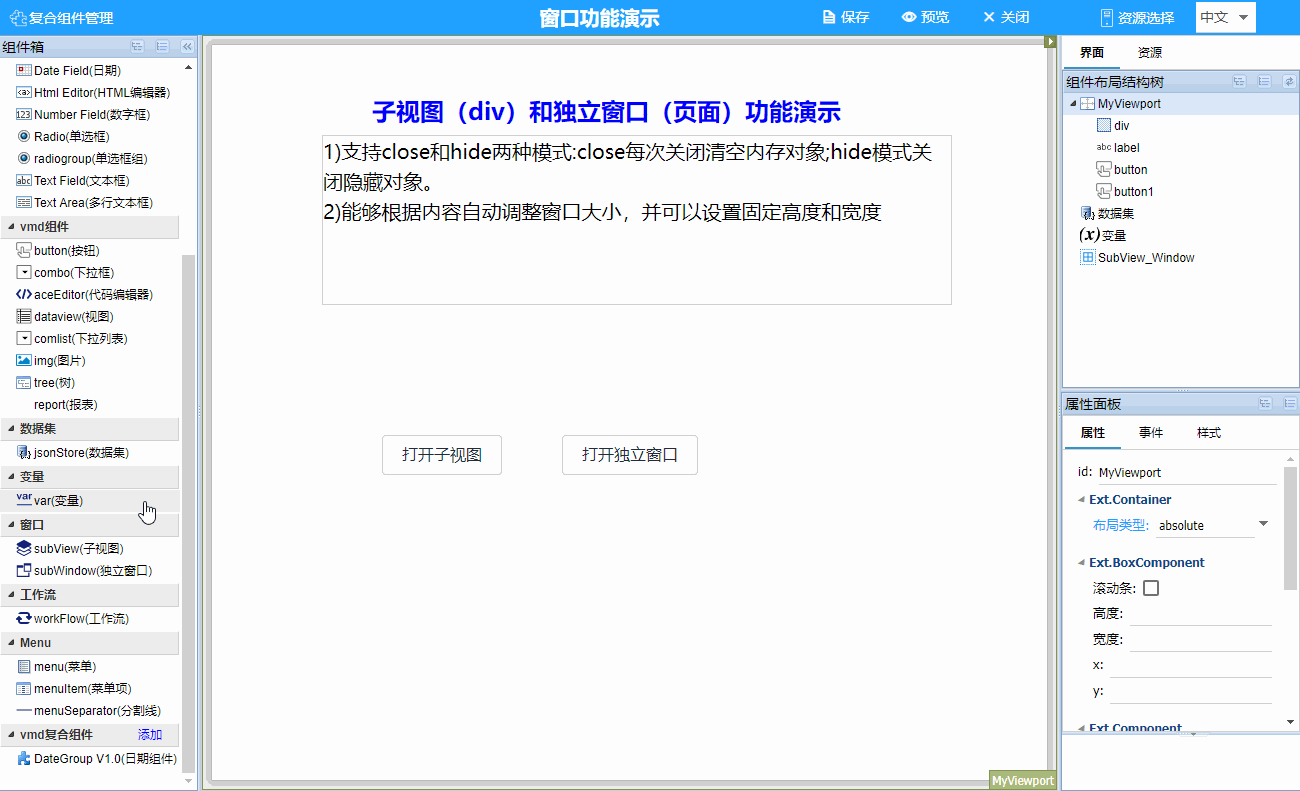 复合组件管理
窗口功能演示
保存
预览
关闭
资源选择
中文
组件箱
Date Field(日期)
Html Editor(HTML编辑器)
Number Field(数字框)
Radio(单选框)
radiogroup(单选框组)
Text Field(文本框)
Text Area(多行文本框)
vmd组件
button(按钮)
combo(下拉框)
aceEditor(代码编辑器)
dataview(视图)
comlist(下拉列表)
img(图片)
tree(树)
report(报表)
数据集
jsonStore(数据集)
变量
var(变量)
窗口
subView(子视图)
subWindow(独立窗口)
工作流
workFlow(工作流)
Menu
menu(菜单)
menuItem(菜单项)
menuSeparator(分割线)
vmd复合组件 添加
DateGroup V1.0(日期组件)
子视图（div）和独立窗口（页面）功能演示
1)支持close和hide两种模式:close每次关闭清空内存对象;hide模式关
闭隐藏对象。
2)能够根据内容自动调整窗口大小，并可以设置固定高度和宽度
打开子视图
打开独立窗口
MyViewport
界面
资源
组件布局结构树
MyViewport
div
label
button
button1
数据集
(x)变量
SubView_Window
属性面板
属性
事件
样式
id: MyViewport
Ext.Container
布局类型: absolute
Ext.BoxComponent
滚动条:
高度:
宽度:
x:
y:
Ext.Component